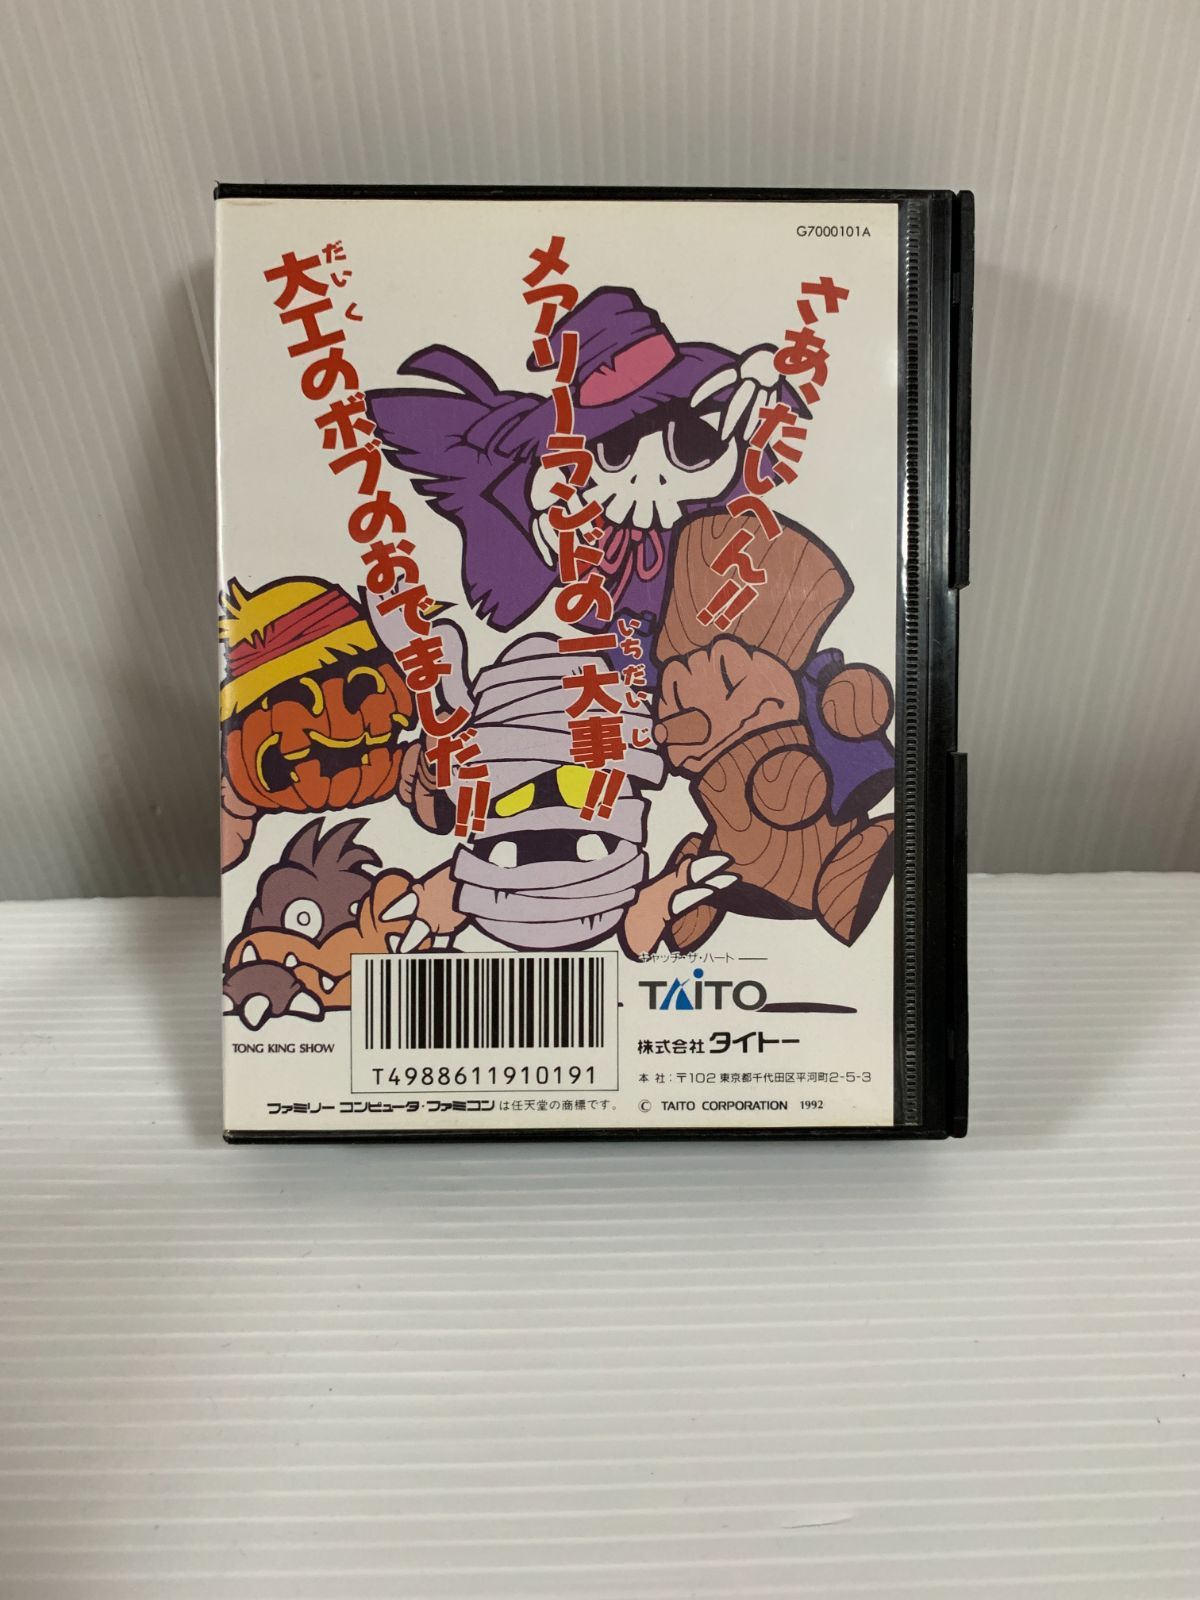 G7000101A
さあ、たいへん!!
メアリーランドの一大事!!
いちだいじ
大工のボブのおでましだ!!
だいく
キャッチ・ザ・ハート
TAITO
株式会社 タイトー
本 社:〒102 東京都千代田区平河町2-5-3
TONG KING SHOW
T4988611910191
ファミリー コンピュータ・ファミコン は任天堂の商標です。
© TAITO CORPORATION 1992